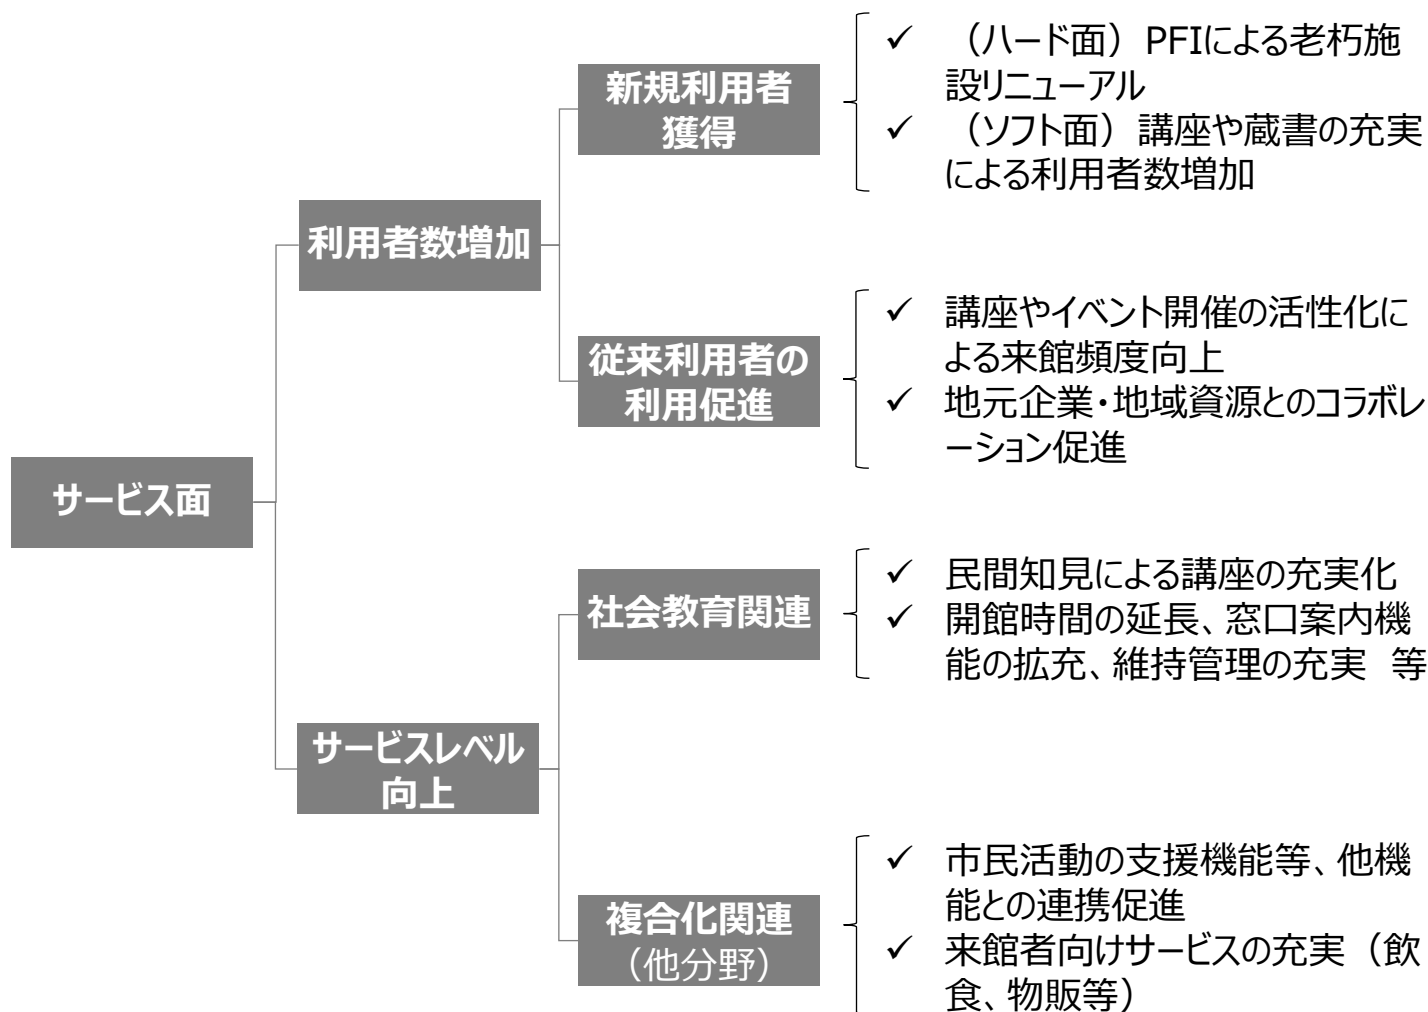 サービス面
利用者数増加
新規利用者
獲得
✓ （ハード面）PFIによる老朽施
設リニューアル
✓ （ソフト面）講座や蔵書の充実
による利用者数増加
従来利用者の
利用促進
✓ 講座やイベント開催の活性化に
よる来館頻度向上
✓ 地元企業・地域資源とのコラボレ
ーション促進
サービスレベル
向上
社会教育関連
✓ 民間知見による講座の充実化
✓ 開館時間の延長、窓口案内機
能の拡充、維持管理の充実　等
複合化関連
（他分野）
✓ 市民活動の支援機能等、他機
能との連携促進
✓ 来館者向けサービスの充実（飲
食、物販等）